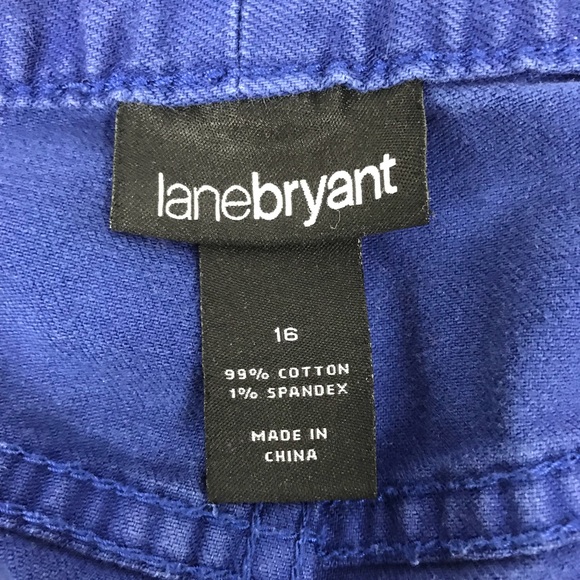 lanebryant
16
99% COTTON
1% SPANDEX
MADE IN
CHINA